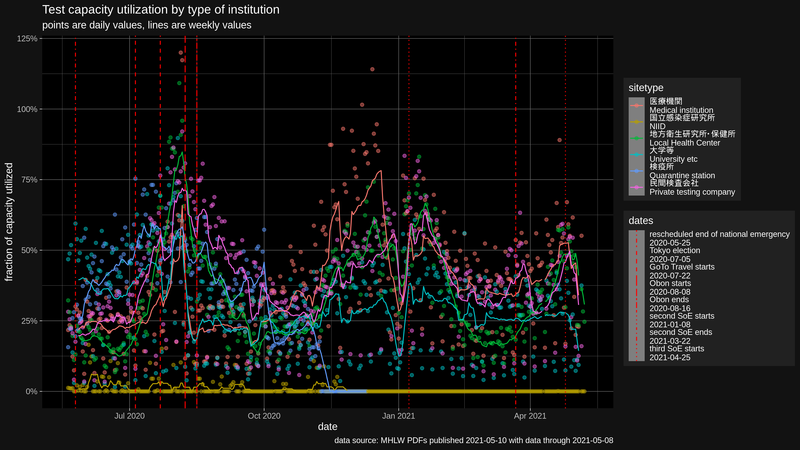 Test capacity utilization by type of institution
points are daily values, lines are weekly values
125%
100%
75%
50%
25%
0%
fraction of capacity utilized
Jul 2020
Oct 2020
Jan 2021
Apr 2021
date
data source: MHLW PDFs published 2021-05-10 with data through 2021-05-08
sitetype
医療機関
Medical institution
国立感染症研究所
NIID
地方衛生研究所・保健所
Local Health Center
大学等
University etc
検疫所
Quarantine station
民間検査会社
Private testing company
dates
rescheduled end of national emergency
2020-05-25
Tokyo election
2020-07-05
GoTo Travel starts
2020-07-22
Obon starts
2020-08-08
Obon ends
2020-08-16
second SoE starts
2021-01-08
second SoE ends
2021-03-22
third SoE starts
2021-04-25